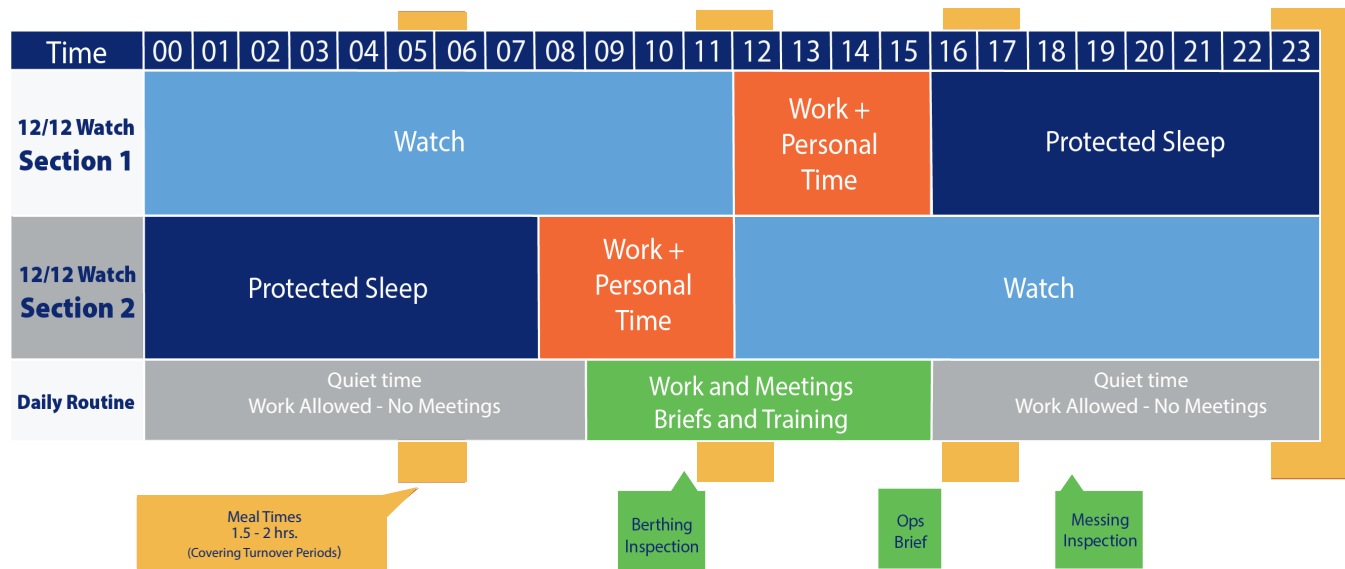 Time 00 01 02 03 04 05 06 07 08 09 10 11 12 13 14 15 16 17 18 19 20 21 22 23
12/12 Watch
Section 1
Watch
Work +
Personal
Time
Protected Sleep
12/12 Watch
Section 2
Protected Sleep
Work +
Personal
Time
Watch
Daily Routine
Quiet time
Work Allowed - No Meetings
Work and Meetings
Briefs and Training
Quiet time
Work Allowed - No Meetings
Meal Times
1.5 - 2 hrs.
(Covering Turnover Periods)
Berthing
Inspection
Ops
Brief
Messing
Inspection